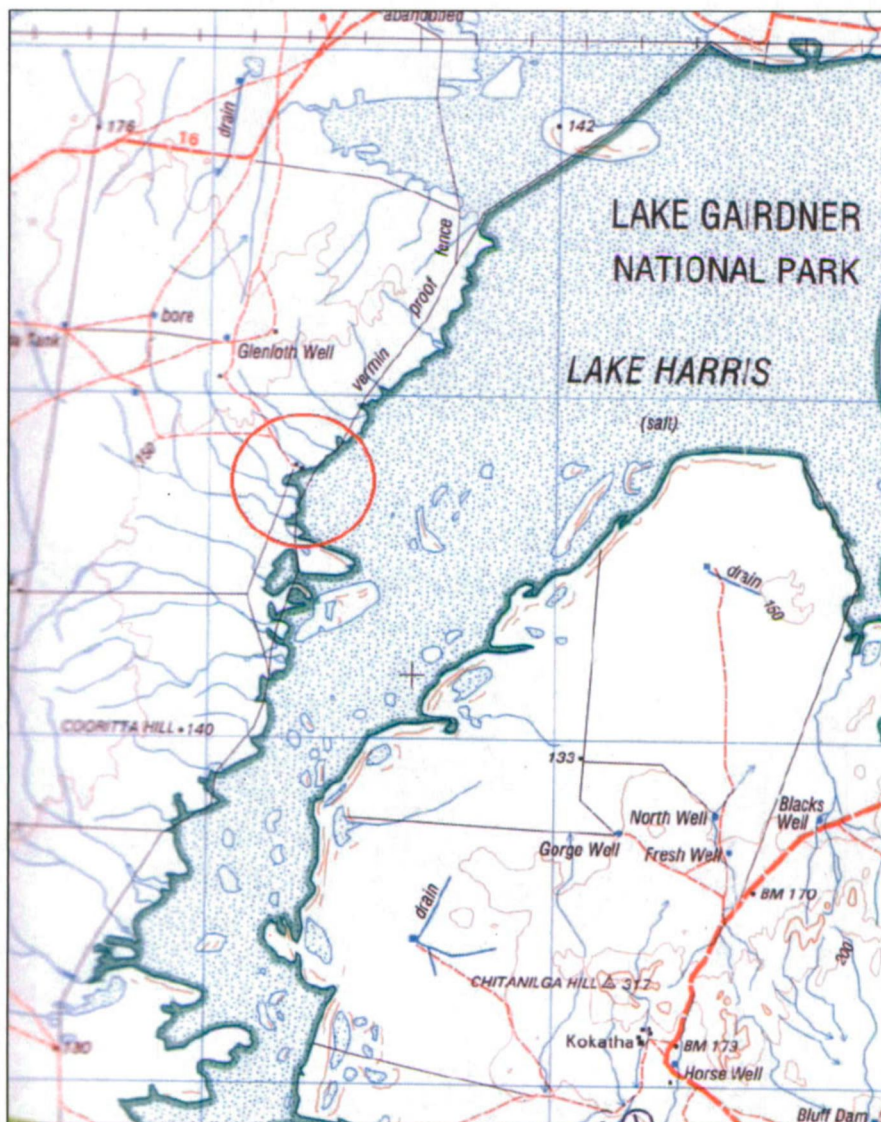 abandoned
176
16
drain
142
LAKE GAIRDNER
NATIONAL PARK
vermin proof fence
bore
Tank
Glenloth Well
LAKE HARRIS
(salt)
150
drain
150
COORITTA HILL 140
133
North Well
Blacks
Well
Gorge Well
Fresh Well
BM 170
drain
200
CHITANILGA HILL 317
Kokatha
BM 173
130
Horse Well
Bluff Dam